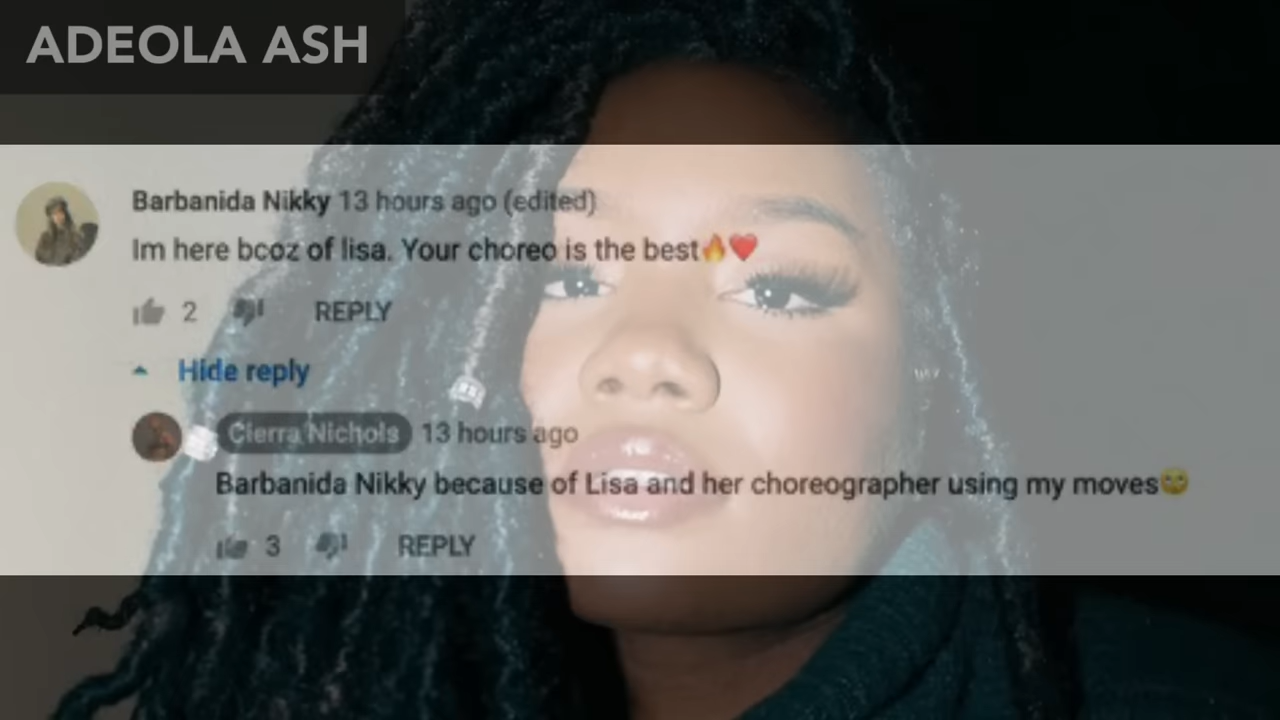 ADEOLA ASH
Barbanida Nikky 13 hours ago (edited)
Im here bcoz of lisa. Your choreo is the best🔥❤️
2 REPLY
Hide reply
Cierra Nichols 13 hours ago
Barbanida Nikky because of Lisa and her choreographer using my moves🙄
3 REPLY